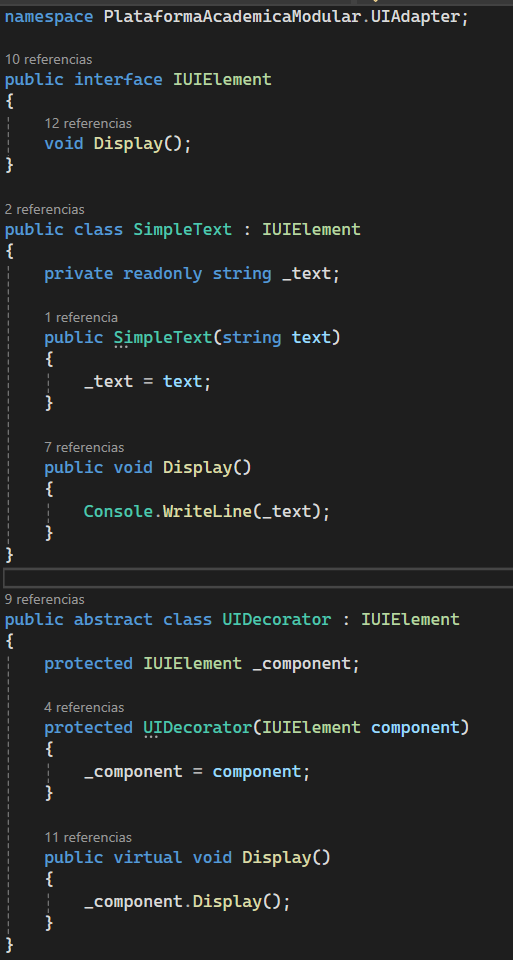 namespace PlataformaAcademicaModular.UIAdapter;
10 referencias
public interface IUIElement
{
12 referencias
void Display();
}
2 referencias
public class SimpleText : IUIElement
{
private readonly string _text;
1 referencia
public SimpleText(string text)
{
_text = text;
}
7 referencias
public void Display()
{
Console.WriteLine(_text);
}
}
9 referencias
public abstract class UIDecorator : IUIElement
{
protected IUIElement _component;
4 referencias
protected UIDecorator(IUIElement component)
{
_component = component;
}
11 referencias
public virtual void Display()
{
_component.Display();
}
}